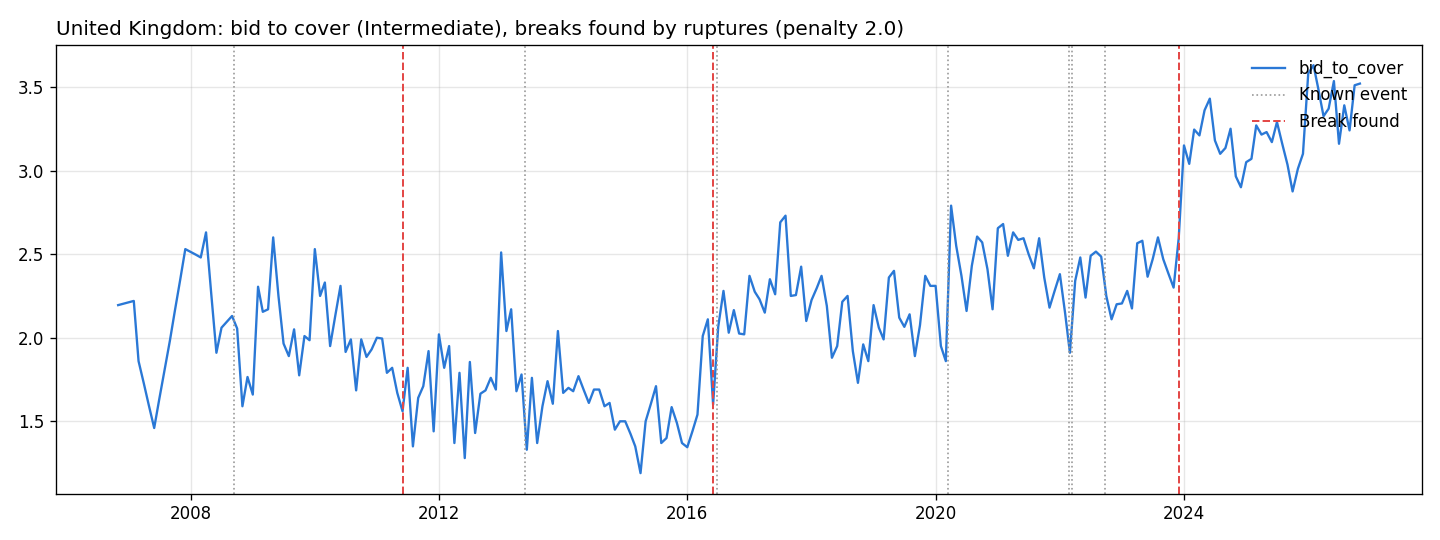 United Kingdom: bid to cover (Intermediate), breaks found by ruptures (penalty 2.0)
bid_to_cover
Known event
Break found
3.5
3.0
2.5
2.0
1.5
2008 2012 2016 2020 2024